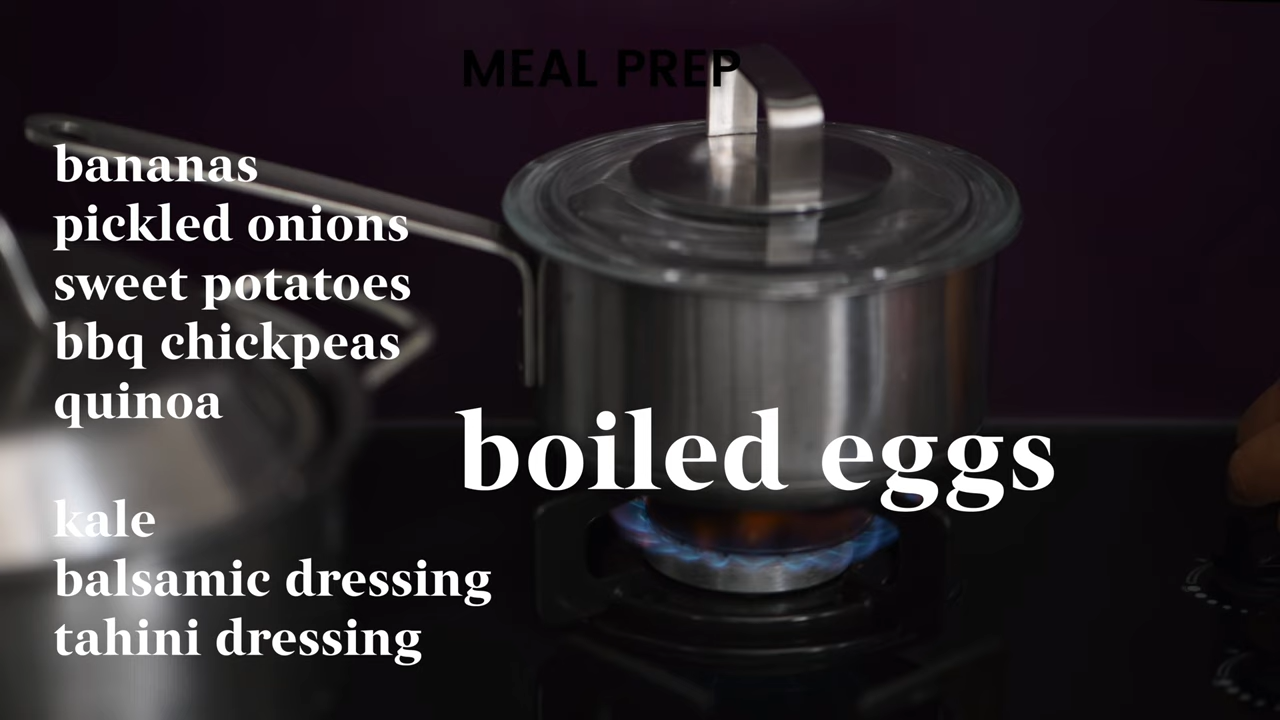 MEAL PREP
bananas
pickled onions
sweet potatoes
bbq chickpeas
quinoa
boiled eggs
kale
balsamic dressing
tahini dressing